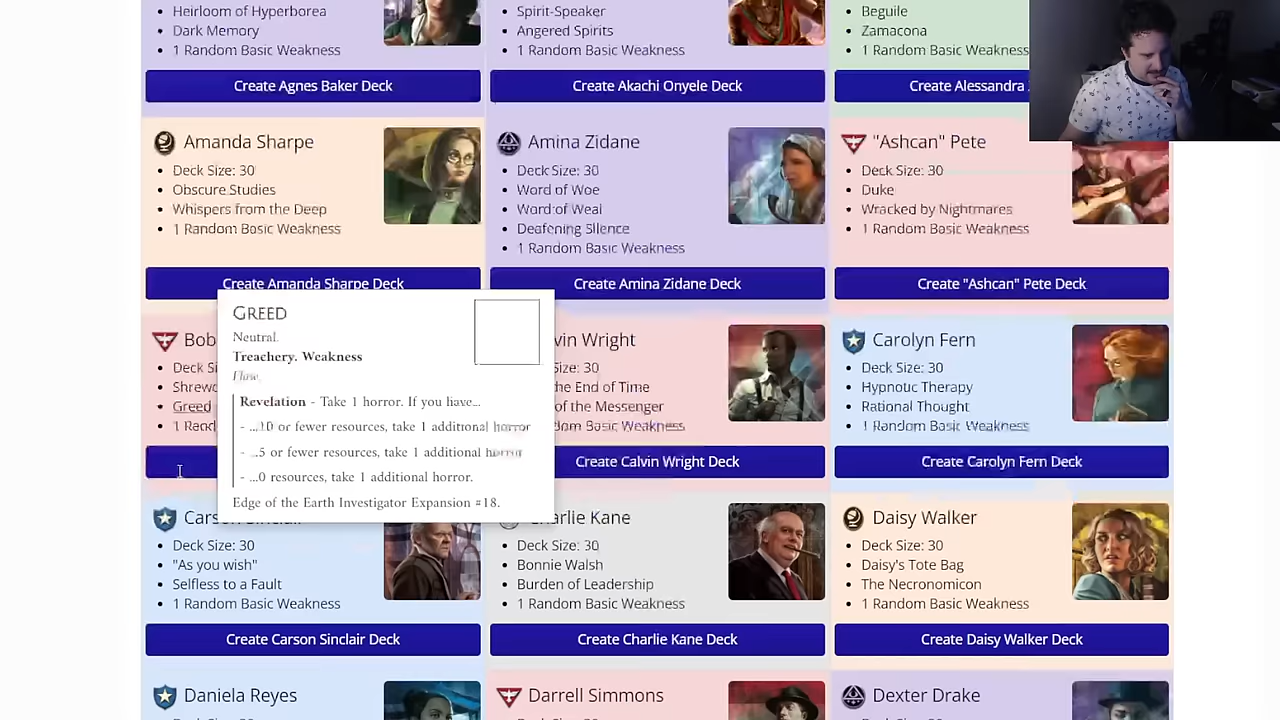 Heirloom of Hyperborea
Dark Memory
1 Random Basic Weakness
Create Agnes Baker Deck
Spirit-Speaker
Angered Spirits
1 Random Basic Weakness
Create Akachi Onyele Deck
Beguile
Zamacona
1 Random Basic Weakness
Create Alessandra
Amanda Sharpe
Deck Size: 30
Obscure Studies
Whispers from the Deep
1 Random Basic Weakness
Create Amanda Sharpe Deck
Amina Zidane
Deck Size: 30
Word of Woe
Word of Weal
Deafening Silence
1 Random Basic Weakness
Create Amina Zidane Deck
"Ashcan" Pete
Deck Size: 30
Duke
Wracked by Nightmares
1 Random Basic Weakness
Create "Ashcan" Pete Deck
Bob
Deck Si
Shrewd
Greed
1 Rand
GREED
Neutral.
Treachery. Weakness
Flaw.
Revelation - Take 1 horror. If you have...
- ...10 or fewer resources, take 1 additional horror
- ...5 or fewer resources, take 1 additional horror
- ...0 resources, take 1 additional horror.
Edge of the Earth Investigator Expansion #18.
vin Wright
ize: 30
he End of Time
of the Messenger
dom Basic Weakness
Create Calvin Wright Deck
Carolyn Fern
Deck Size: 30
Hypnotic Therapy
Rational Thought
1 Random Basic Weakness
Create Carolyn Fern Deck
Carson Sinclair
Deck Size: 30
"As you wish"
Selfless to a Fault
1 Random Basic Weakness
Create Carson Sinclair Deck
Charlie Kane
Deck Size: 30
Bonnie Walsh
Burden of Leadership
1 Random Basic Weakness
Create Charlie Kane Deck
Daisy Walker
Deck Size: 30
Daisy's Tote Bag
The Necronomicon
1 Random Basic Weakness
Create Daisy Walker Deck
Daniela Reyes
Darrell Simmons
Dexter Drake